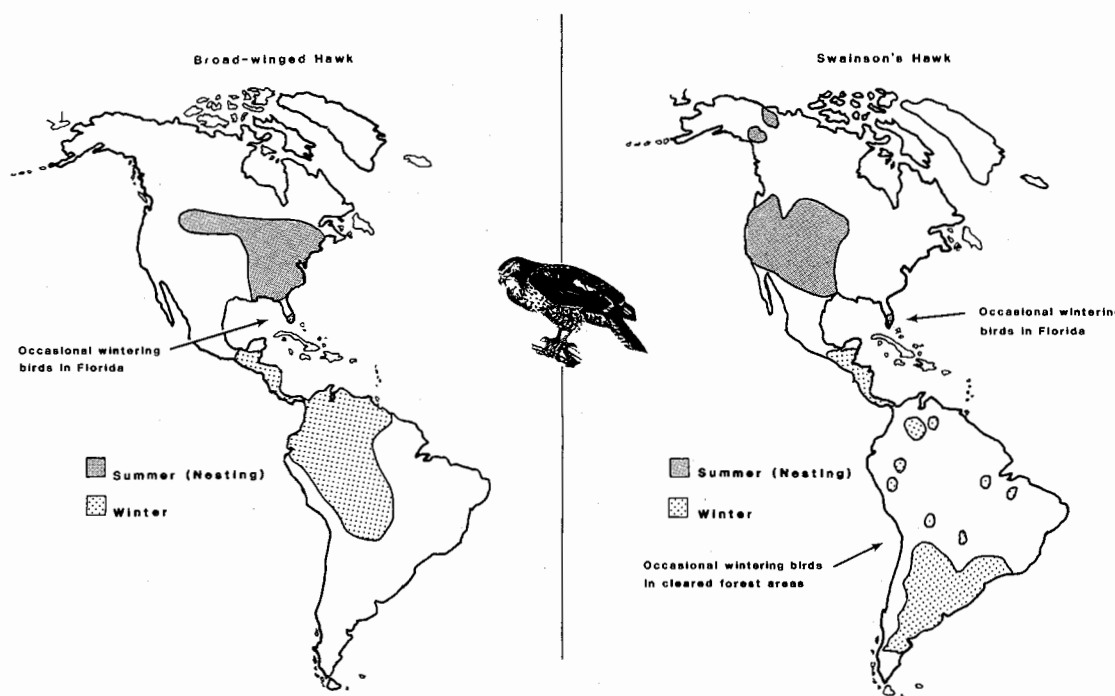 Broad-winged Hawk
Occasional wintering
birds in Florida
Summer (Nesting)
Winter
Swainson's Hawk
Occasional wintering
birds in Florida
Summer (Nesting)
Winter
Occasional wintering birds
in cleared forest areas